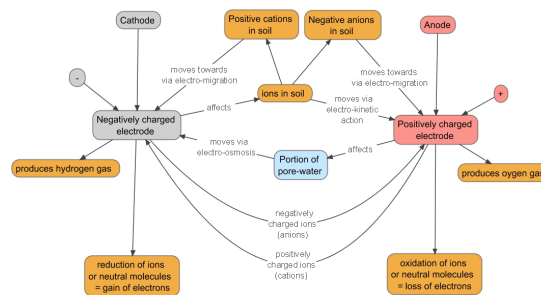 Cathode
Positive cations
in soil
Negative anions
in soil
Anode
moves towards
via electro-migration
moves towards
via electro-migration
-
+
ions in soil
affects
moves via
electro-kinetic
action
Negatively charged
electrode
Positively charged
electrode
moves via
electro-osmosis
Portion of
pore-water
affects
produces hydrogen gas
produces oygen gas
negatively
charged ions
(anions)
positively
charged ions
(cations)
reduction of ions
or neutral molecules
= gain of electrons
oxidation of ions
or neutral molecules
= loss of electrons